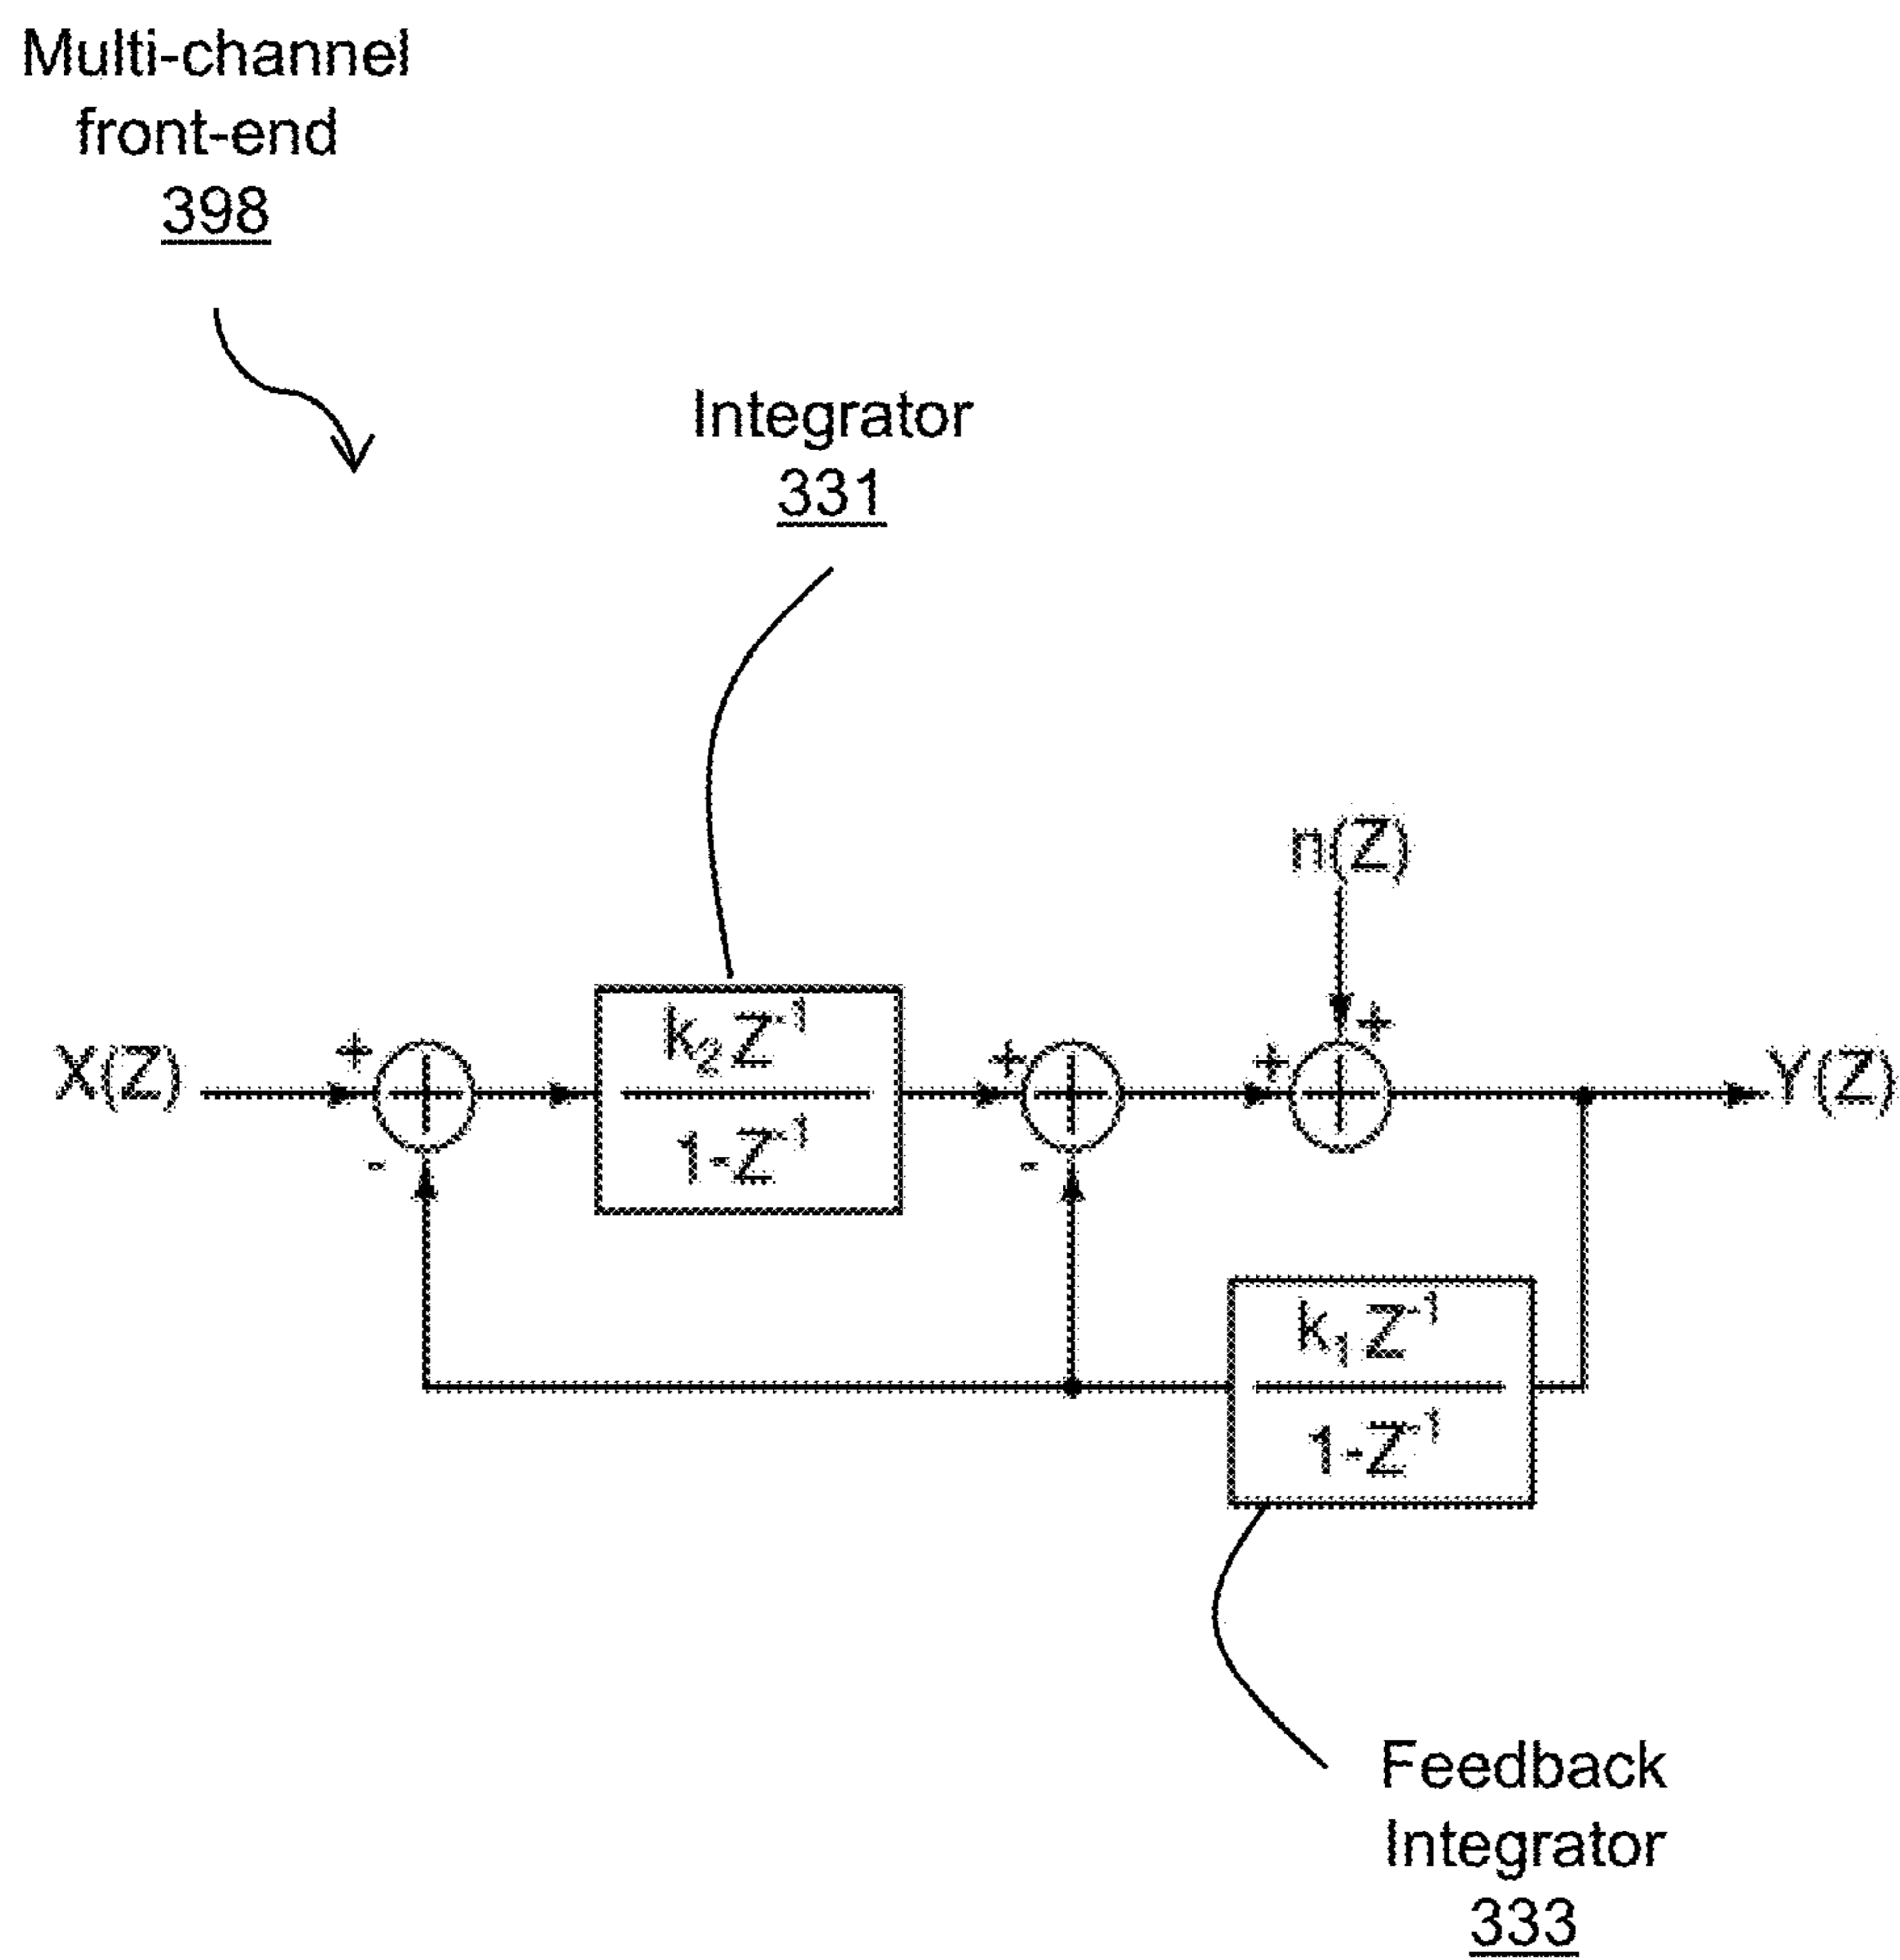 Multi-channel
front-end
398
Integrator
331
n(Z)
+
X(Z)
+
-
k₂Z⁻¹
1-Z⁻¹
+
-
+
Y(Z)
k₁Z⁻¹
1-Z⁻¹
Feedback
Integrator
333